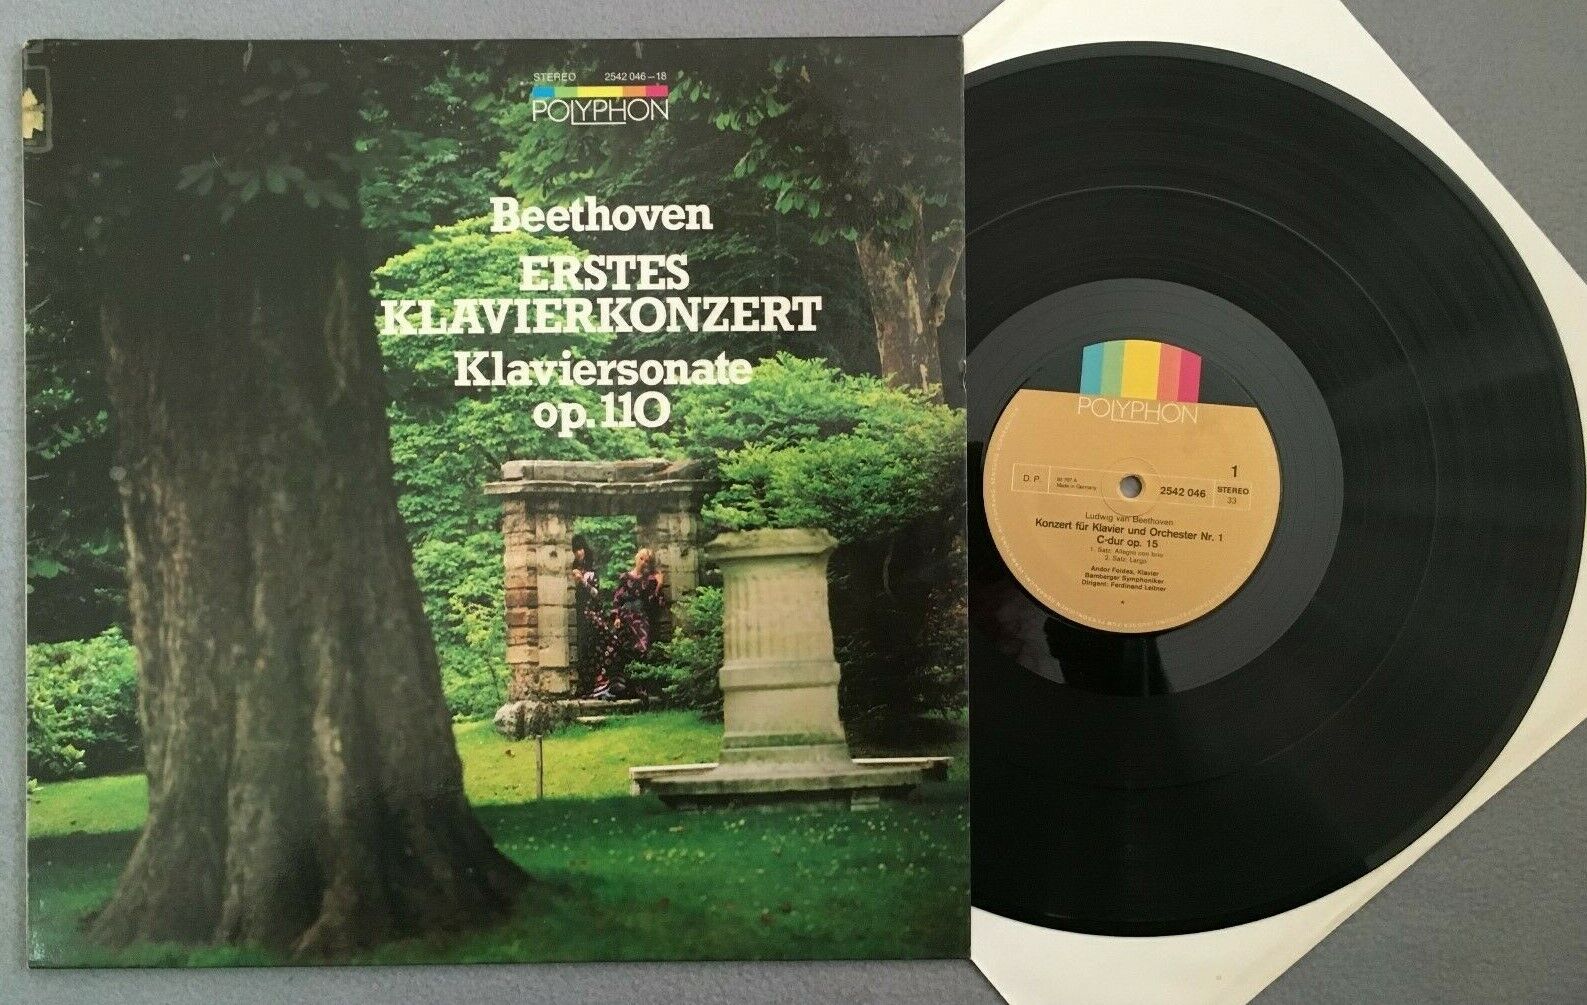 STEREO 2542 046-18
POLYPHON
Beethoven
ERSTES
KLAVIERKONZERT
Klaviersonate
op. 110
POLYPHON
1
D. P.
Made in Germany
2542 046
STEREO
33
Ludwig van Beethoven
Konzert für Klavier und Orchester Nr. 1
C-dur op. 15
1. Satz: Allegro con brio
2. Satz: Largo
Andor Foldes, Klavier
Bamberger Symphoniker
Dirigent: Ferdinand Leitner
*